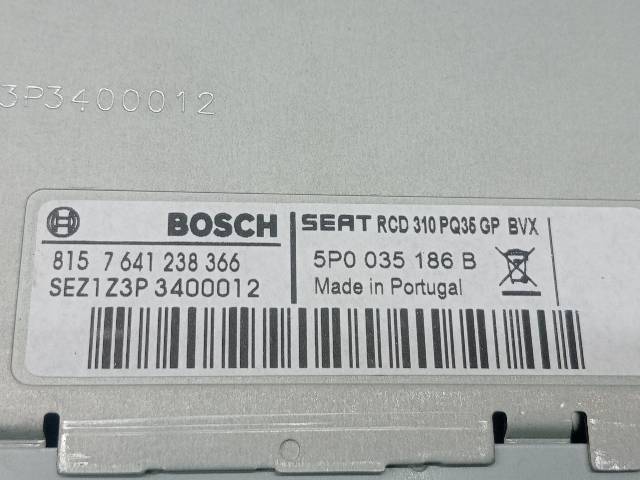 3P3400012
BOSCH
815 7 641 238 366
SEZ1Z3P 3400012
SEAT RCD 310 PQ35 GP BVX
5P0 035 186 B
Made in Portugal